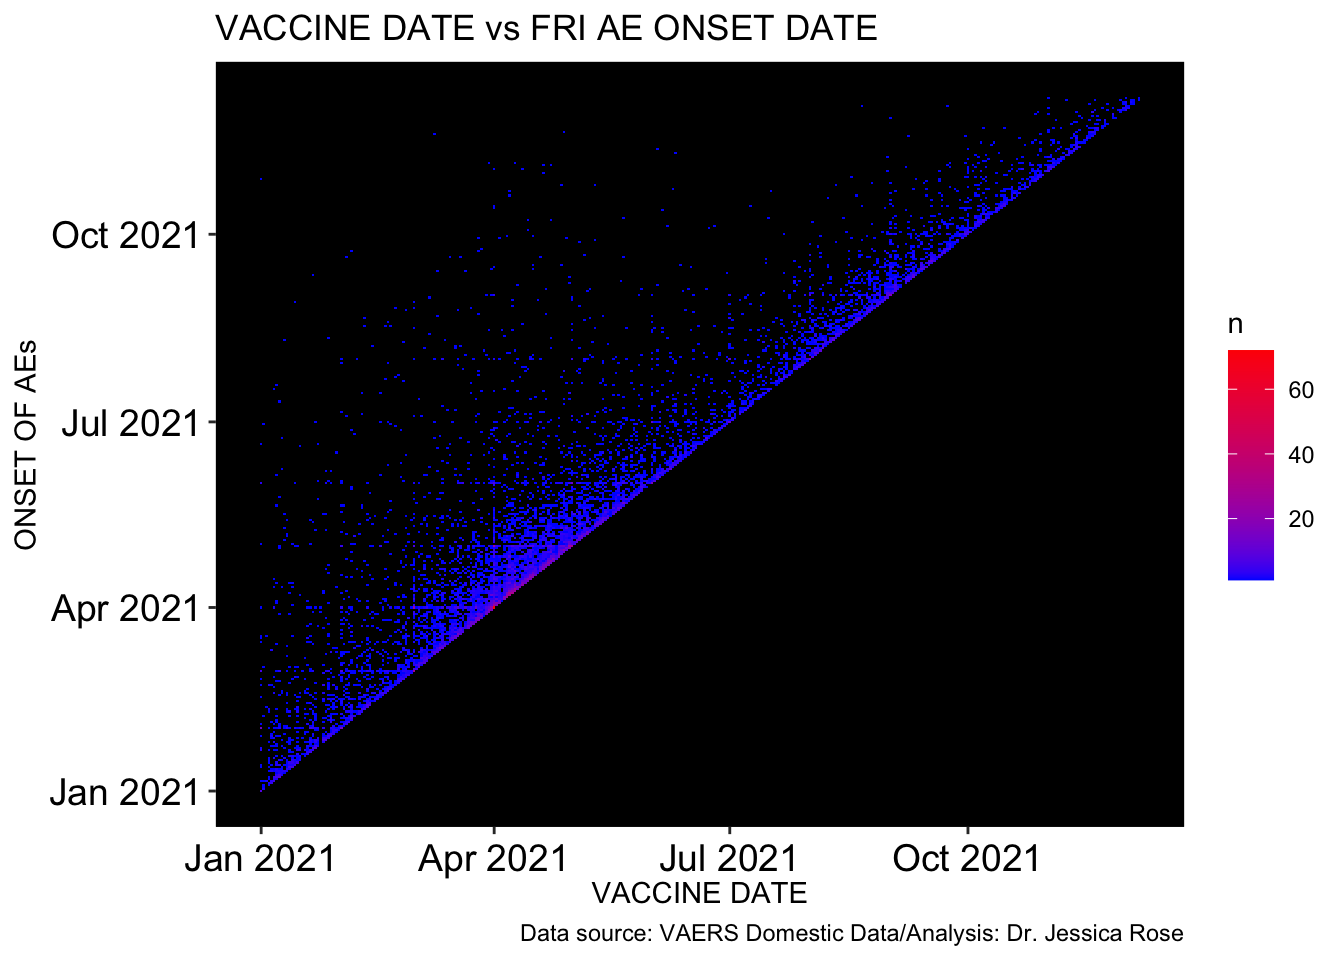 VACCINE DATE vs FRI AE ONSET DATE
ONSET OF AEs
Oct 2021
Jul 2021
Apr 2021
Jan 2021
n
60
40
20
Jan 2021 Apr 2021 Jul 2021 Oct 2021
VACCINE DATE
Data source: VAERS Domestic Data/Analysis: Dr. Jessica Rose